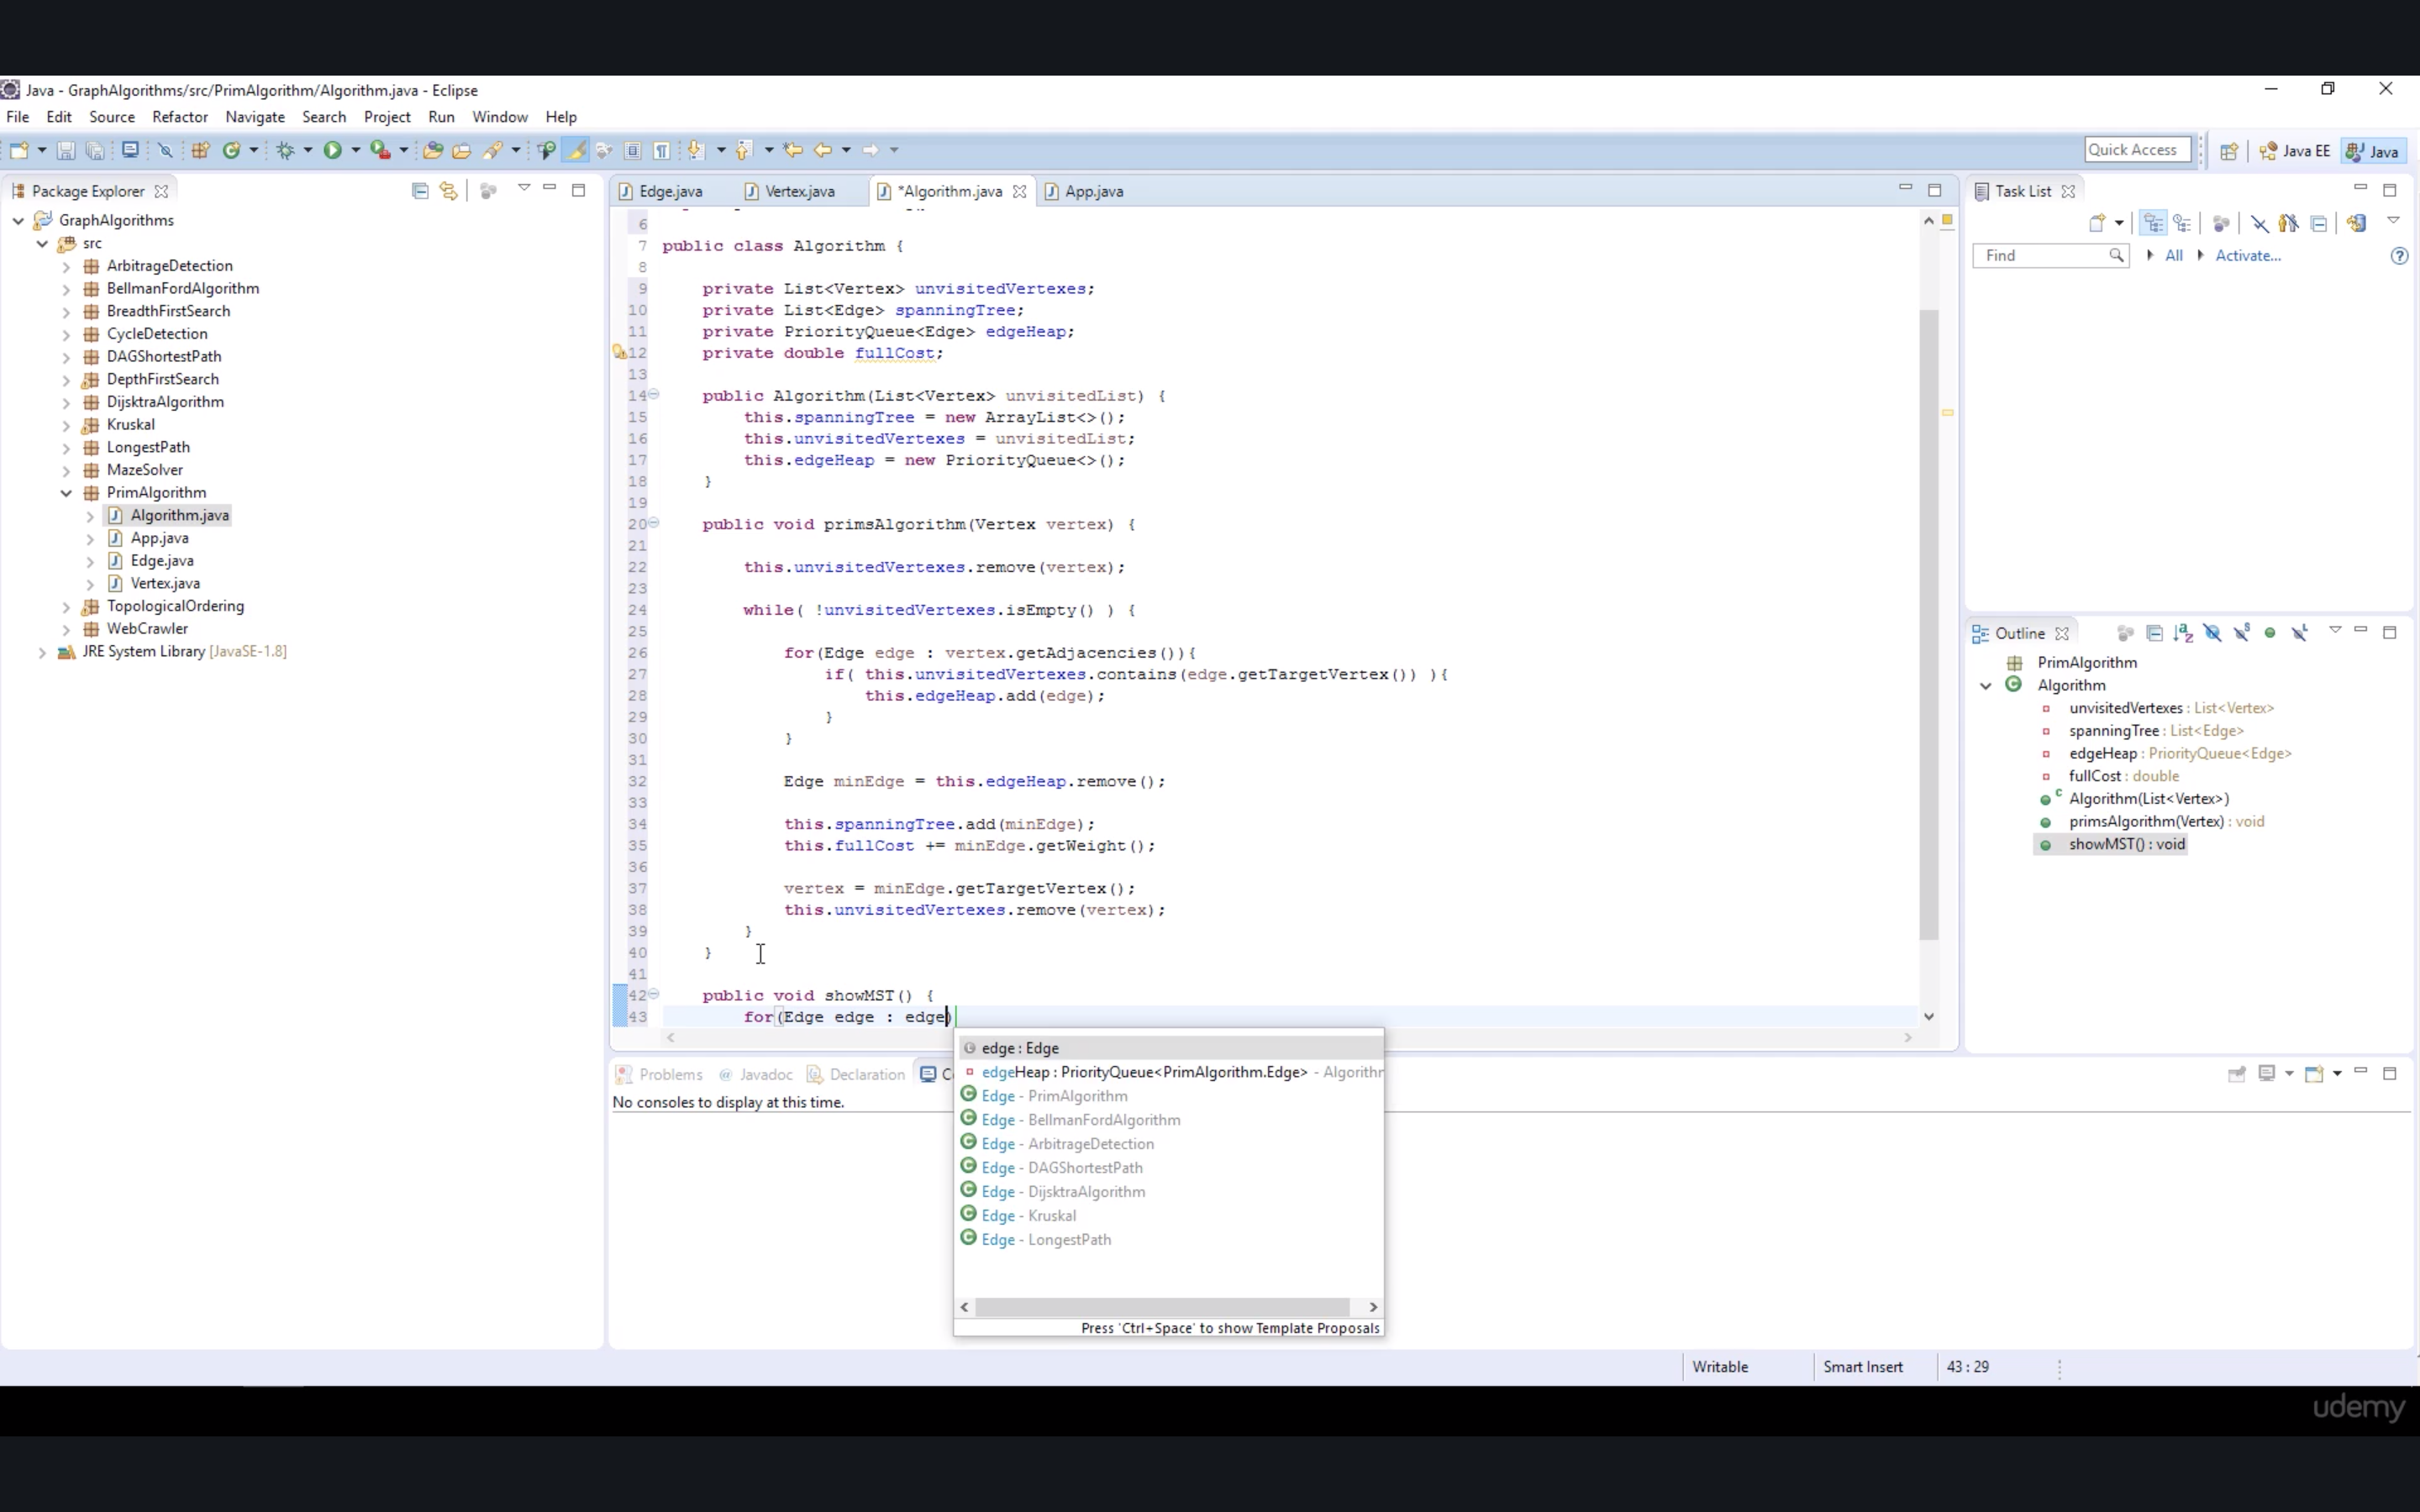 Java - GraphAlgorithms/src/PrimAlgorithm/Algorithm.java - Eclipse
File Edit Source Refactor Navigate Search Project Run Window Help
Quick Access Java EE Java
Package Explorer
GraphAlgorithms
src
ArbitrageDetection
BellmanFordAlgorithm
BreadthFirstSearch
CycleDetection
DAGShortestPath
DepthFirstSearch
DijsktraAlgorithm
Kruskal
LongestPath
MazeSolver
PrimAlgorithm
Algorithm.java
App.java
Edge.java
Vertex.java
TopologicalOrdering
WebCrawler
JRE System Library [JavaSE-1.8]
Edge.java Vertex.java *Algorithm.java App.java
6
7 public class Algorithm {
8
9 private List<Vertex> unvisitedVertexes;
10 private List<Edge> spanningTree;
11 private PriorityQueue<Edge> edgeHeap;
12 private double fullCost;
13
14 public Algorithm(List<Vertex> unvisitedList) {
15 this.spanningTree = new ArrayList<>();
16 this.unvisitedVertexes = unvisitedList;
17 this.edgeHeap = new PriorityQueue<>();
18 }
19
20 public void primsAlgorithm(Vertex vertex) {
21
22 this.unvisitedVertexes.remove(vertex);
23
24 while( !unvisitedVertexes.isEmpty() ) {
25
26 for(Edge edge : vertex.getAdjacencies()){
27 if( this.unvisitedVertexes.contains(edge.getTargetVertex()) ){
28 this.edgeHeap.add(edge);
29 }
30 }
31
32 Edge minEdge = this.edgeHeap.remove();
33
34 this.spanningTree.add(minEdge);
35 this.fullCost += minEdge.getWeight();
36
37 vertex = minEdge.getTargetVertex();
38 this.unvisitedVertexes.remove(vertex);
39 }
40 }
41
42 public void showMST() {
43 for(Edge edge : edge)
edge : Edge
edgeHeap : PriorityQueue<PrimAlgorithm.Edge> - Algorithm
Edge - PrimAlgorithm
Edge - BellmanFordAlgorithm
Edge - ArbitrageDetection
Edge - DAGShortestPath
Edge - DijsktraAlgorithm
Edge - Kruskal
Edge - LongestPath
Press 'Ctrl+Space' to show Template Proposals
Problems @ Javadoc Declaration
No consoles to display at this time.
Task List
Find All Activate...
Outline
PrimAlgorithm
Algorithm
unvisitedVertexes : List<Vertex>
spanningTree : List<Edge>
edgeHeap : PriorityQueue<Edge>
fullCost : double
Algorithm(List<Vertex>)
primsAlgorithm(Vertex) : void
showMST() : void
Writable Smart Insert 43 : 29
udemy